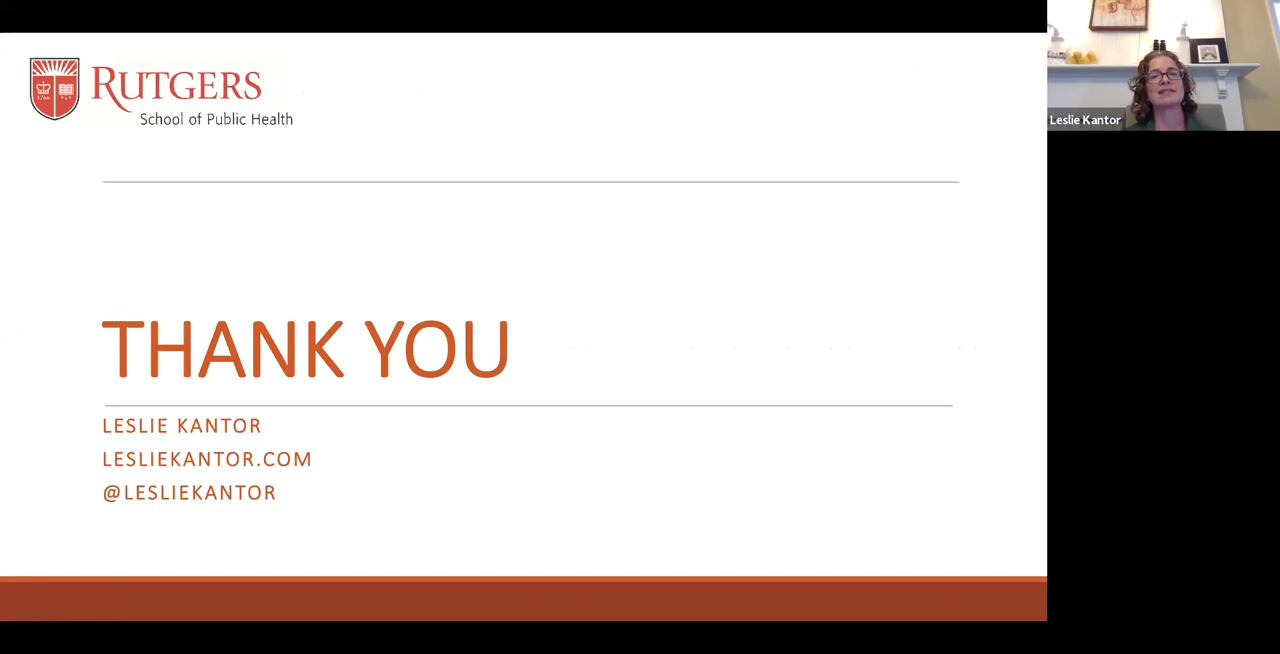 RUTGERS
School of Public Health
Leslie Kantor
THANK YOU
LESLIE KANTOR
LESLIEKANTOR.COM
@LESLIEKANTOR